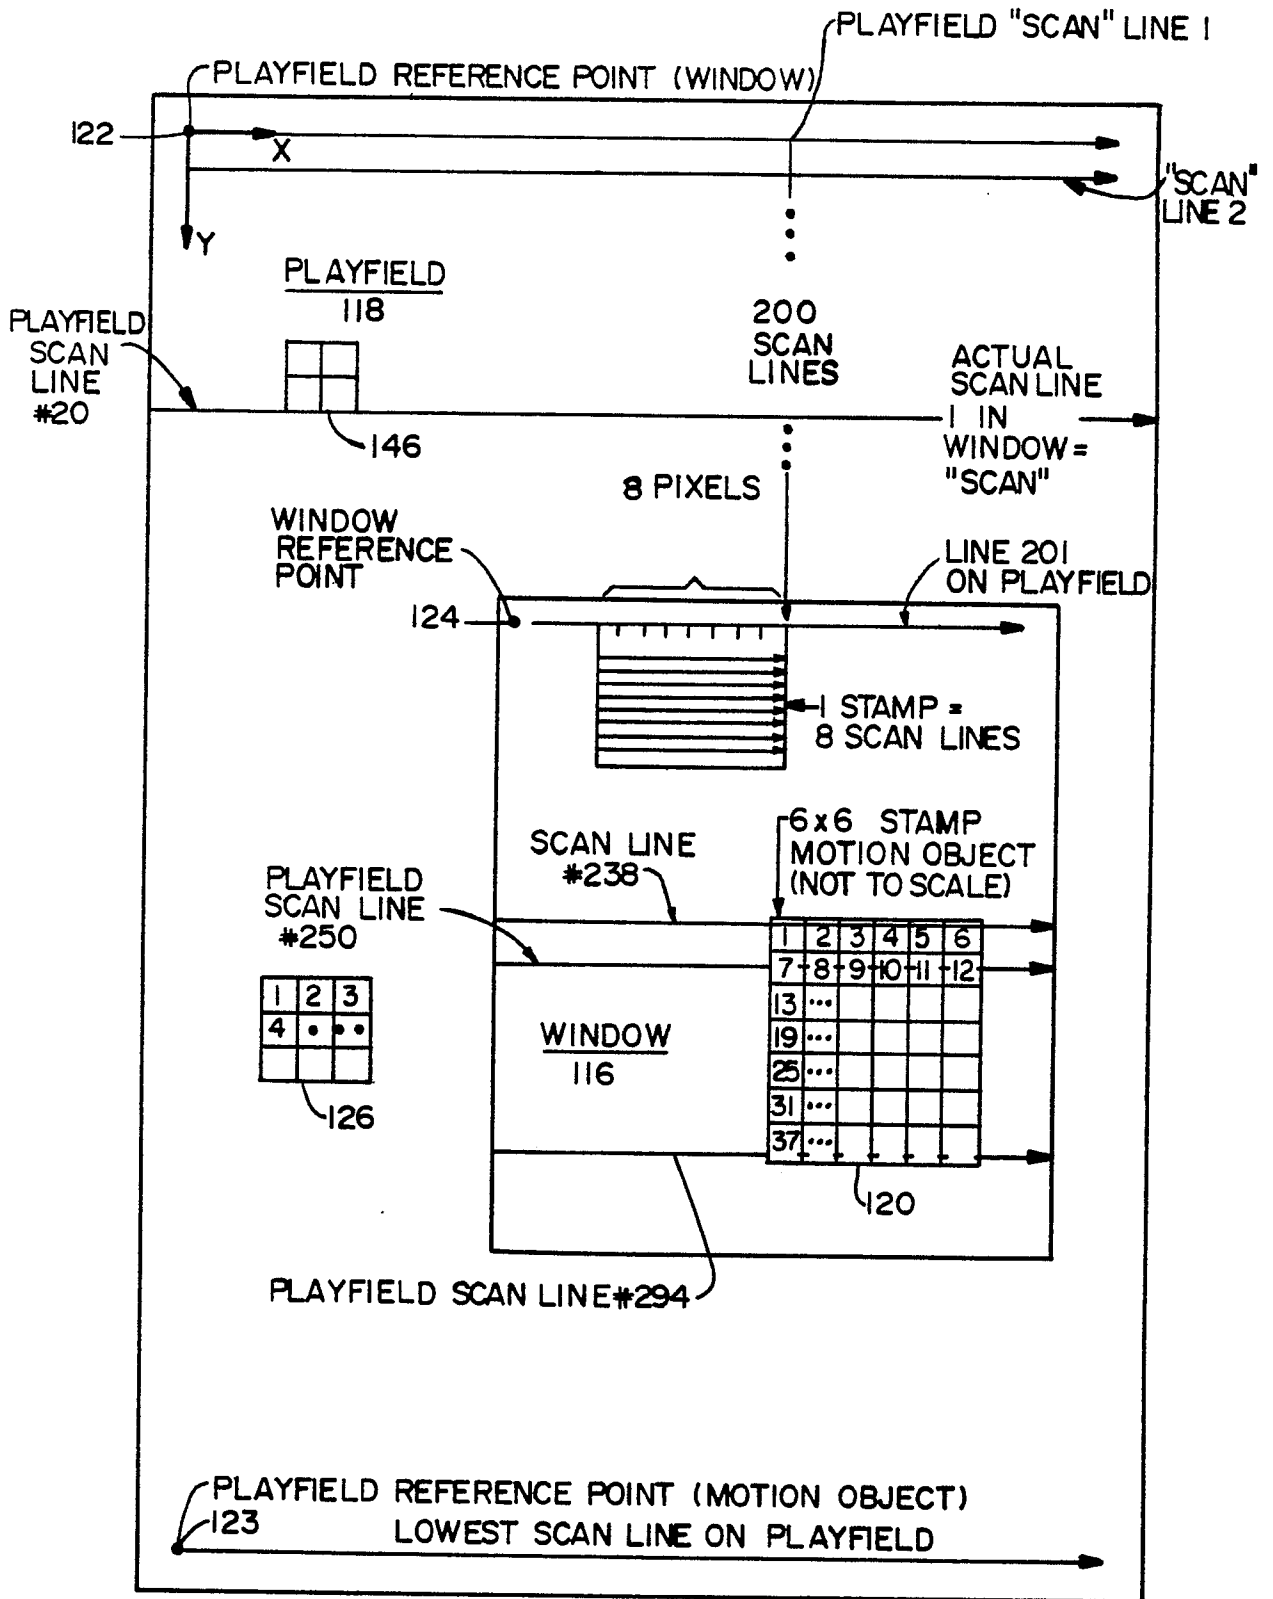 PLAYFIELD "SCAN" LINE 1
PLAYFIELD REFERENCE POINT (WINDOW)
122
X
"SCAN"
LINE 2
Y
PLAYFIELD
118
PLAYFIELD
SCAN
LINE
#20
200
SCAN
LINES
ACTUAL
SCAN LINE
1 IN
WINDOW =
"SCAN"
146
8 PIXELS
WINDOW
REFERENCE
POINT
LINE 201
ON PLAYFIELD
124
1 STAMP =
8 SCAN LINES
6x6 STAMP
MOTION OBJECT
(NOT TO SCALE)
SCAN LINE
#238
PLAYFIELD
SCAN LINE
#250
1 2 3 4 5 6
7 8 9 10 11 12
13 ...
19 ...
25 ...
31 ...
37 ...
1 2 3
4 • • •
WINDOW
116
126
120
PLAYFIELD SCAN LINE #294
PLAYFIELD REFERENCE POINT (MOTION OBJECT)
123
LOWEST SCAN LINE ON PLAYFIELD